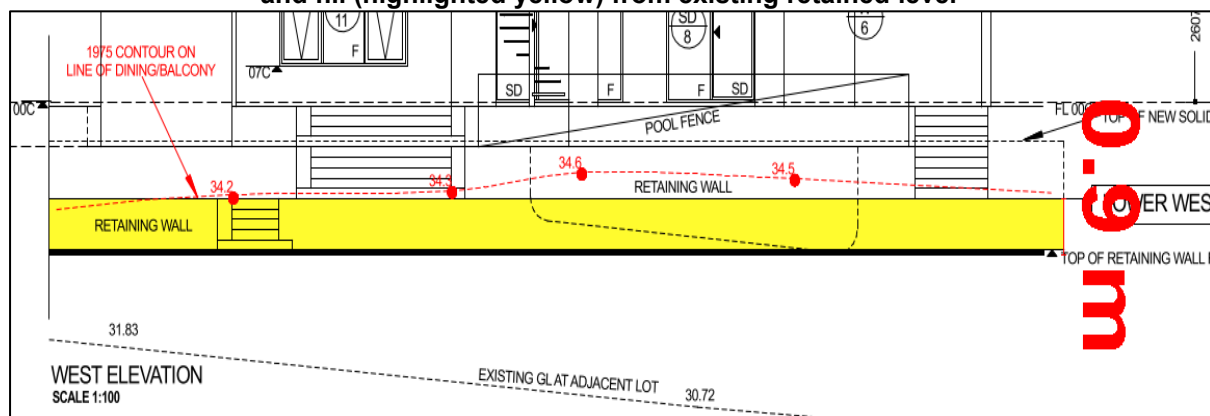 and fill (highlighted yellow) from existing retained level
11
F
SD
8
6
2607
1975 CONTOUR ON
LINE OF DINING/BALCONY
07C
SD
F
F
SD
00C
FL 00
TOP OF NEW SOLID
POOL FENCE
34.2
34.3
34.6
34.5
RETAINING WALL
RETAINING WALL
LOWER WES
TOP OF RETAINING WALL
0.9 m
31.83
EXISTING GL AT ADJACENT LOT
30.72
WEST ELEVATION
SCALE 1:100